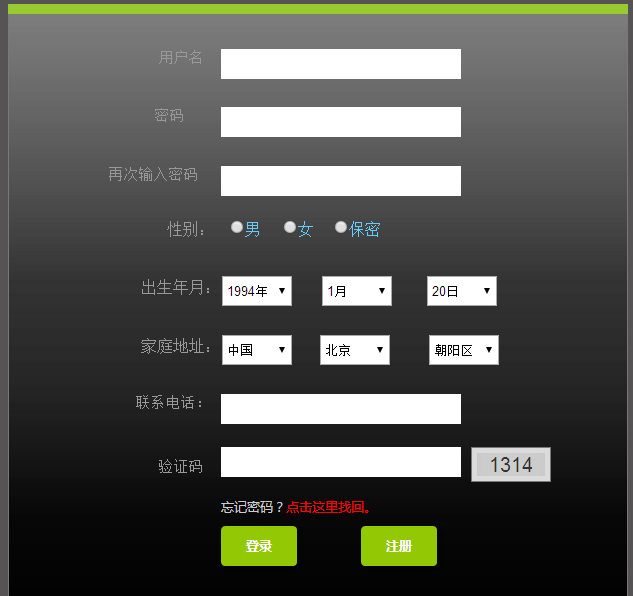 用户名
密码
再次输入密码
性别： 男 女 保密
出生年月： 1994年 1月 20日
家庭地址： 中国 北京 朝阳区
联系电话：
验证码 1314
忘记密码？点击这里找回。
登录 注册